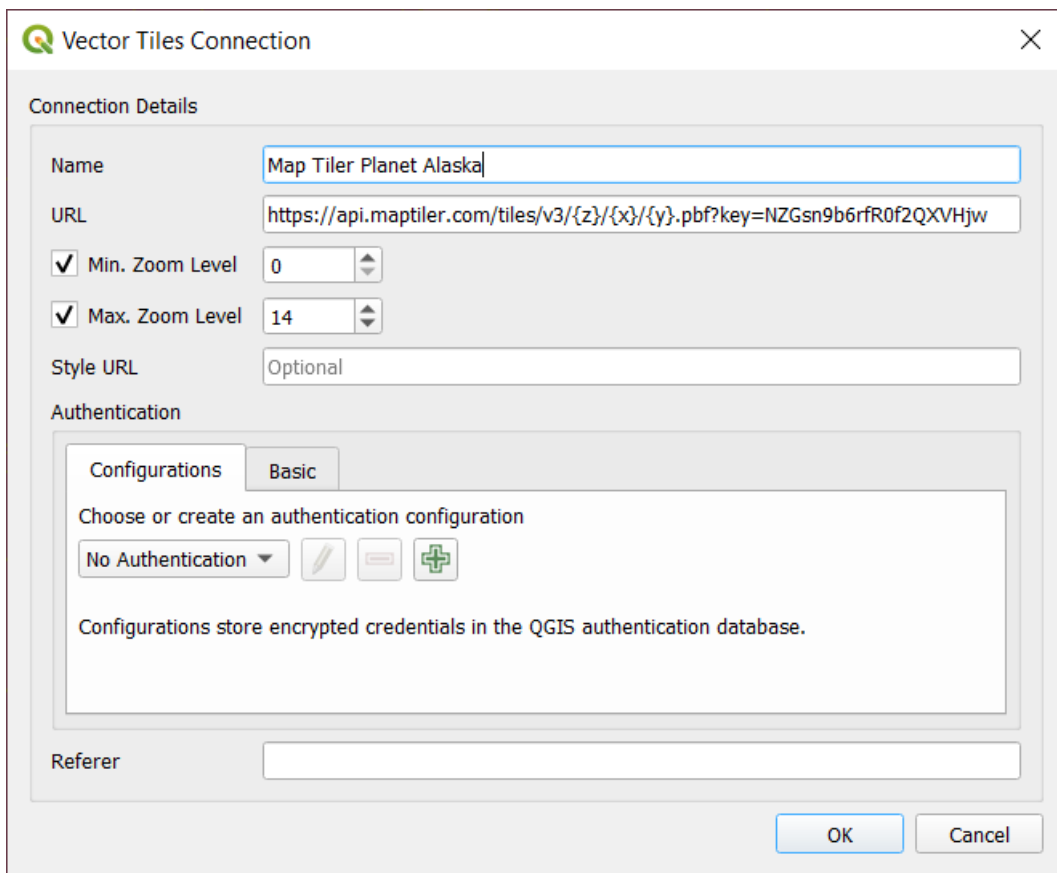 Vector Tiles Connection
Connection Details
Name Map Tiler Planet Alaska
URL https://api.maptiler.com/tiles/v3/{z}/{x}/{y}.pbf?key=NZGsn9b6rfR0f2QXVHjw
Min. Zoom Level 0
Max. Zoom Level 14
Style URL Optional
Authentication
Configurations Basic
Choose or create an authentication configuration
No Authentication
Configurations store encrypted credentials in the QGIS authentication database.
Referer
OK Cancel